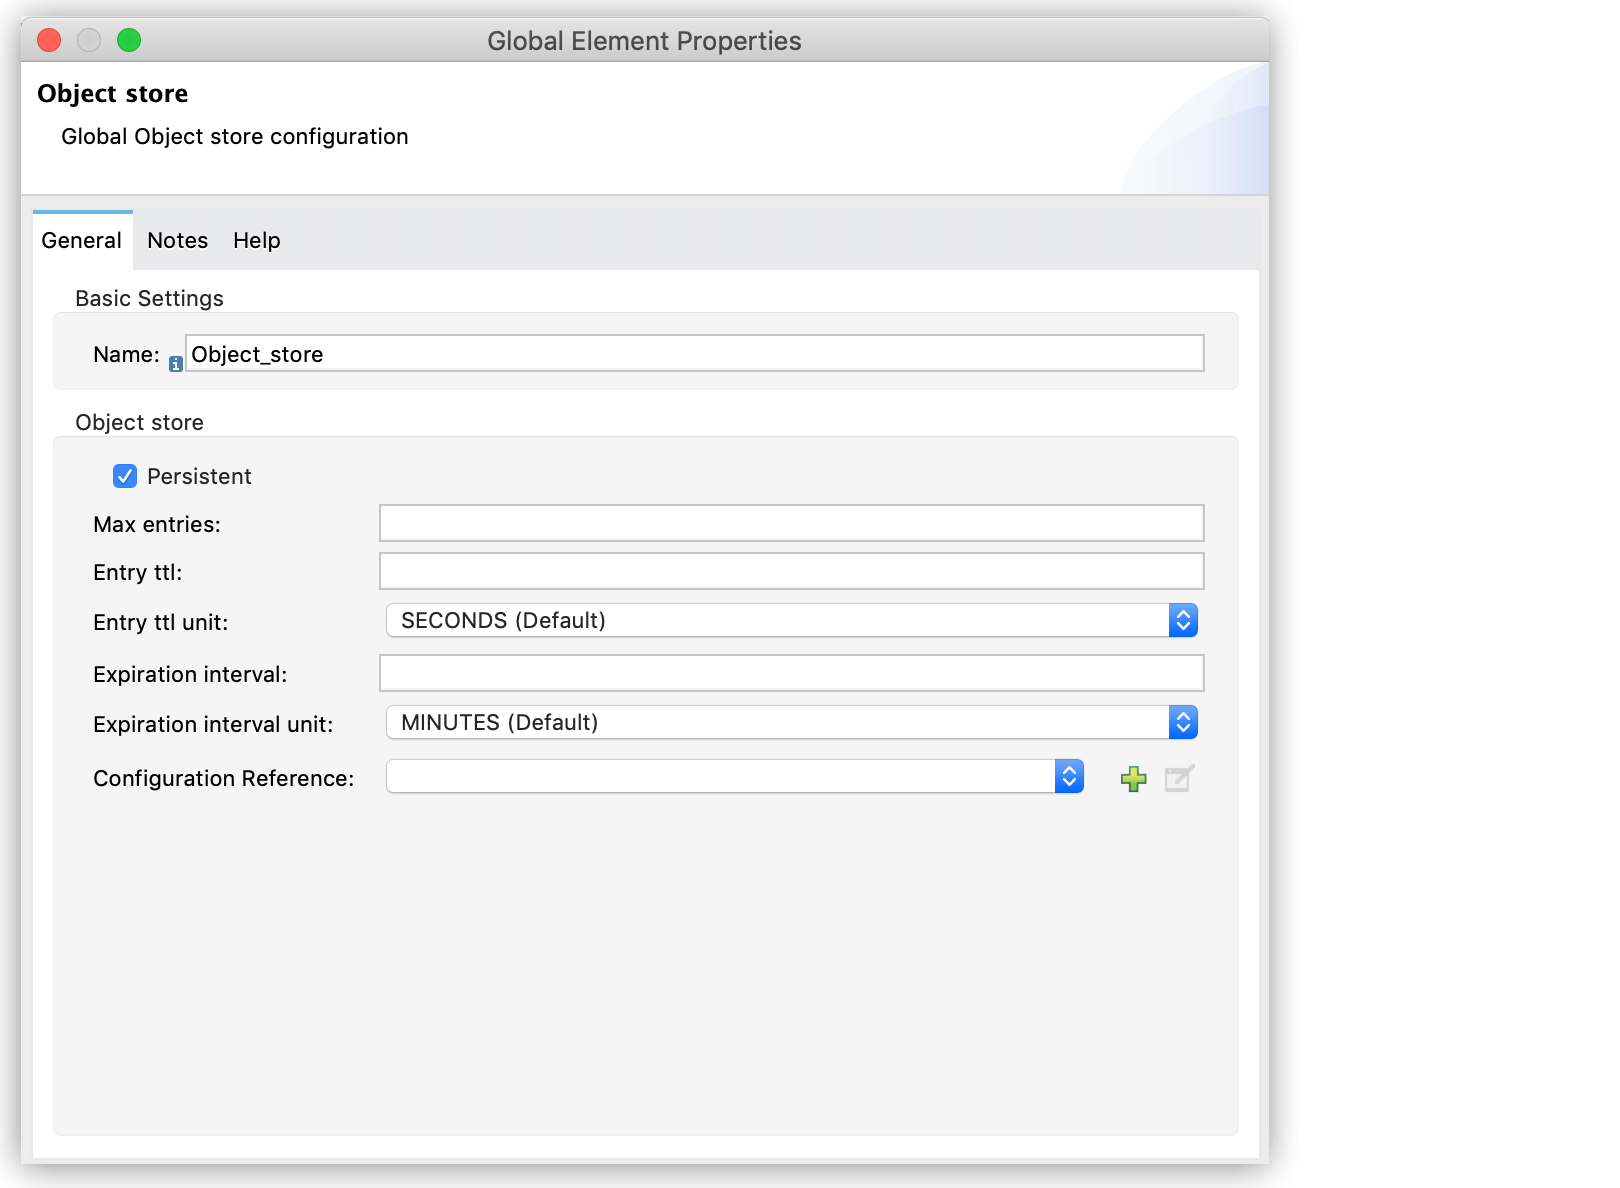 Global Element Properties
Object store
Global Object store configuration
General Notes Help
Basic Settings
Name: Object_store
Object store
Persistent
Max entries:
Entry ttl:
Entry ttl unit: SECONDS (Default)
Expiration interval:
Expiration interval unit: MINUTES (Default)
Configuration Reference: